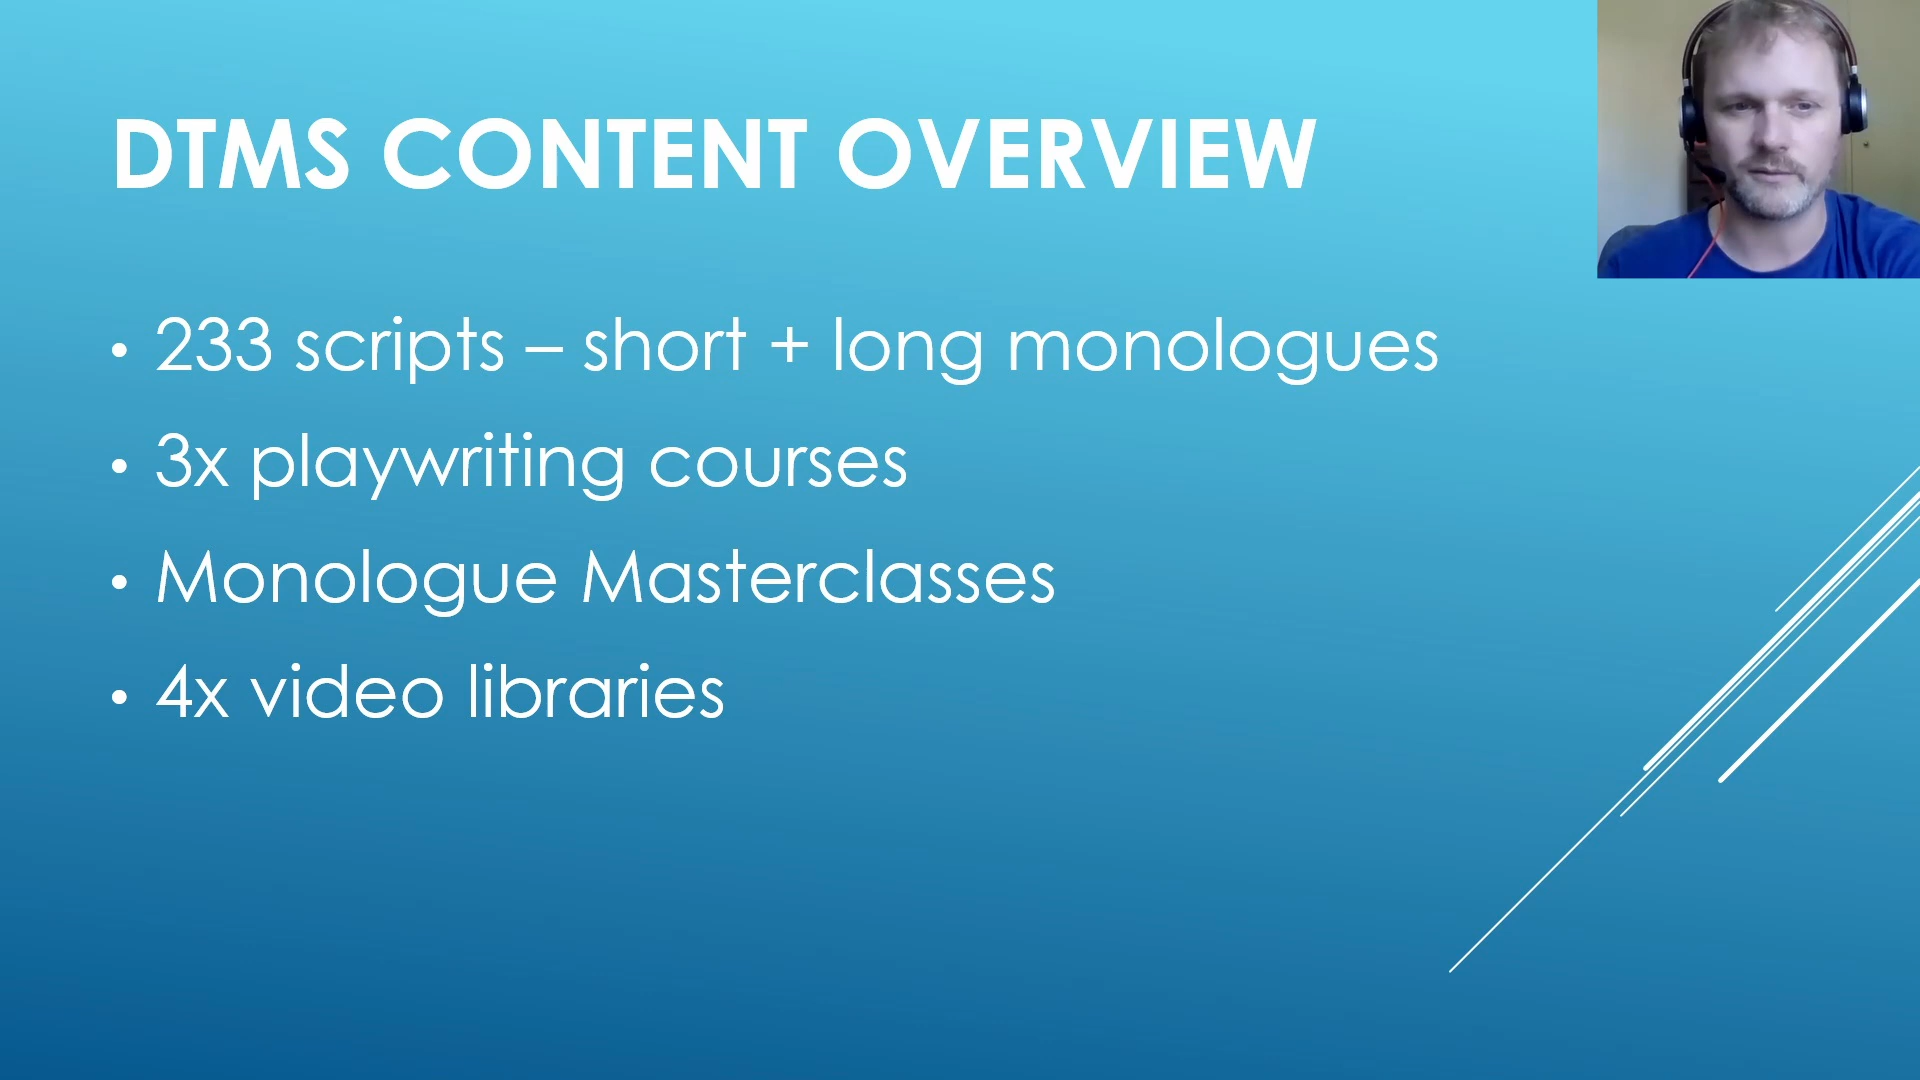 DTMS CONTENT OVERVIEW
• 233 scripts – short + long monologues
• 3x playwriting courses
• Monologue Masterclasses
• 4x video libraries